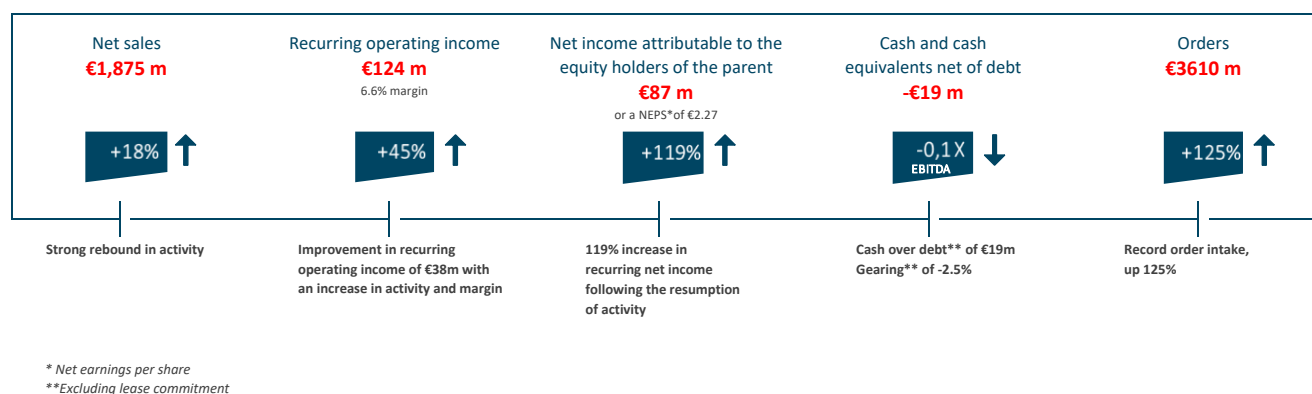 Net sales
€1,875 m
+18%
Strong rebound in activity
Recurring operating income
€124 m
6.6% margin
+45%
Improvement in recurring
operating income of €38m with
an increase in activity and margin
Net income attributable to the
equity holders of the parent
€87 m
or a NEPS*of €2.27
+119%
119% increase in
recurring net income
following the resumption
of activity
Cash and cash
equivalents net of debt
-€19 m
-0,1 X
EBITDA
Cash over debt** of €19m
Gearing** of -2.5%
Orders
€3610 m
+125%
Record order intake,
up 125%
* Net earnings per share
**Excluding lease commitment